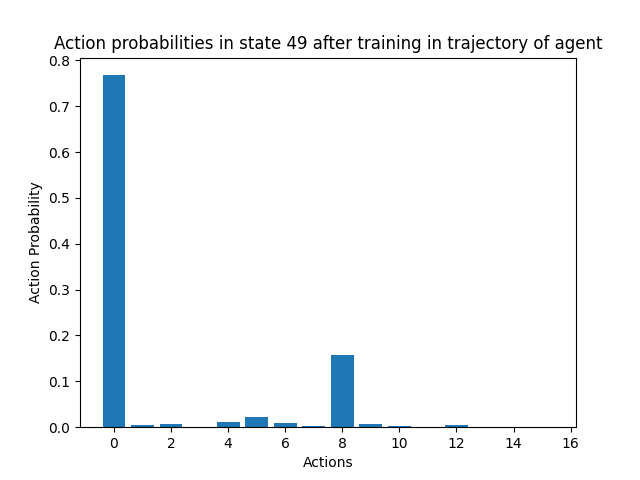 Action probabilities in state 49 after training in trajectory of agent
0.8
0.7
0.6
0.5
0.4
0.3
0.2
0.1
0.0
Action Probability
0 2 4 6 8 10 12 14 16
Actions